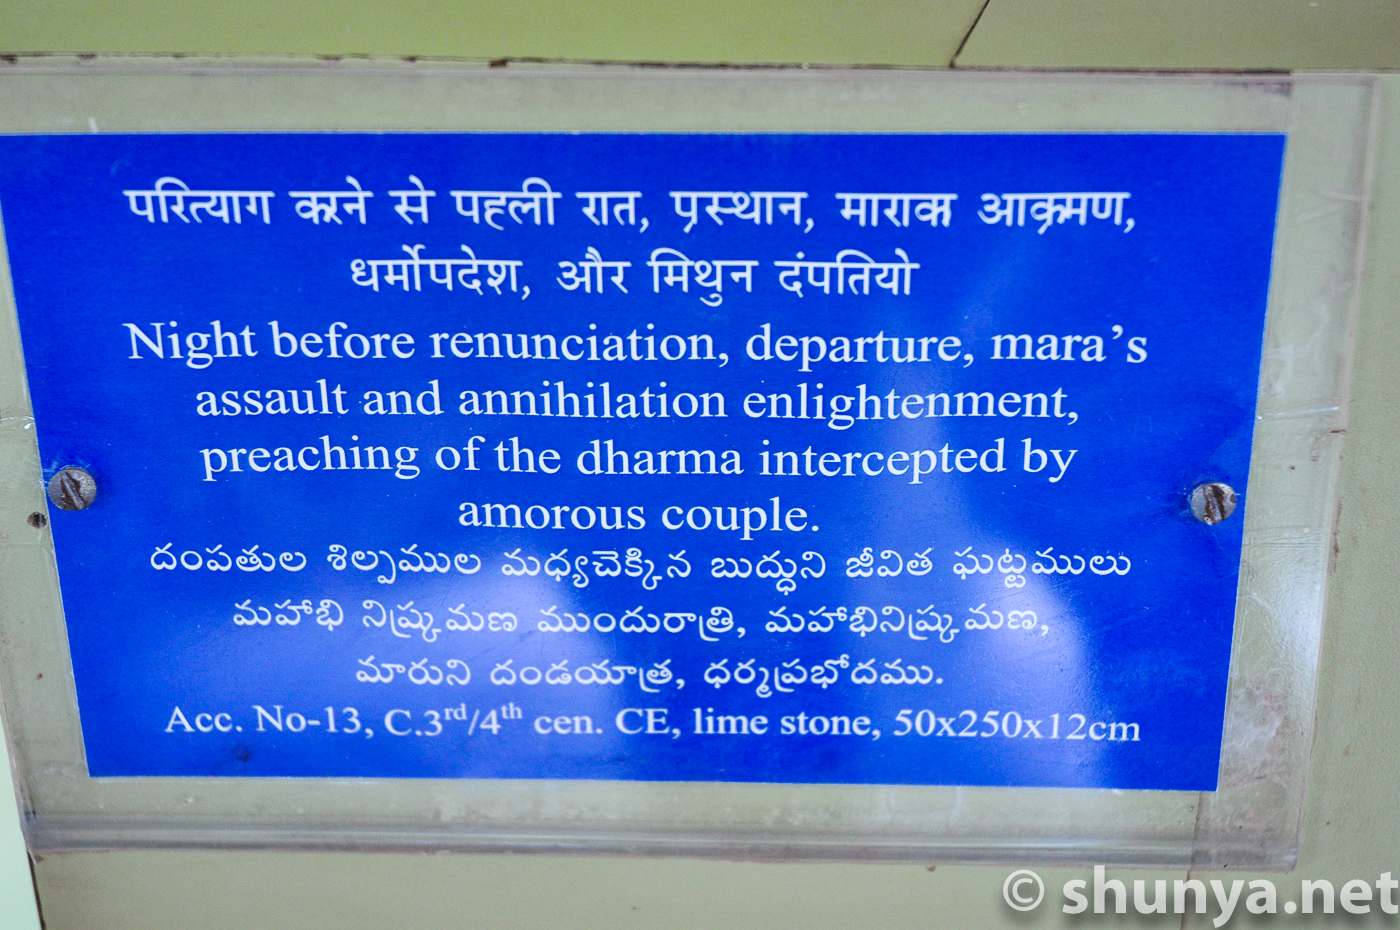 परित्याग करने से पहली रात, प्रस्थान, माराका आक्रमण,
धर्मोपदेश, और मिथुन दंपतियो
Night before renunciation, departure, mara's
assault and annihilation enlightenment,
preaching of the dharma intercepted by
amorous couple.
దంపతుల శిల్పముల మధ్యచెక్కిన బుద్ధుని జీవిత ఘట్టములు
మహాభి నిష్క్రమణ ముందురాత్రి, మహాభినిష్క్రమణ,
మారుని దండయాత్ర, ధర్మప్రభోదము.
Acc. No-13, C.3rd/4th cen. CE, lime stone, 50x250x12cm
© shunya.net